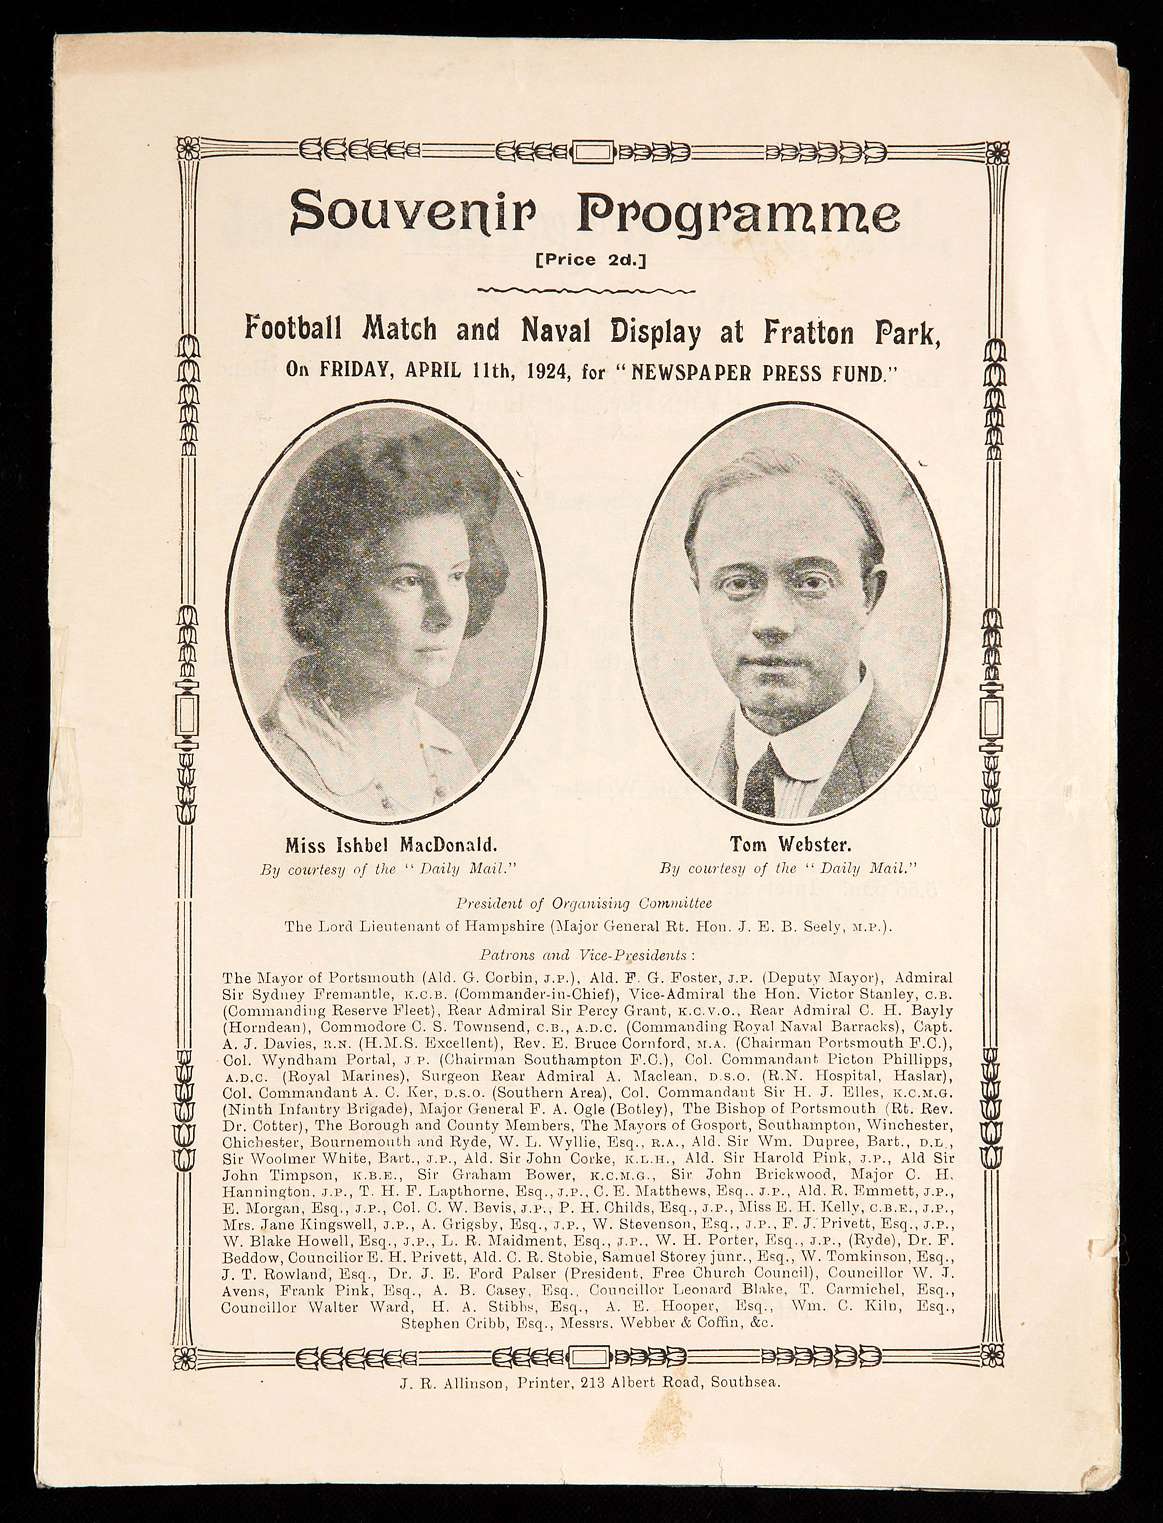 Souvenir Programme
[Price 2d.]
Football Match and Naval Display at Fratton Park,
On FRIDAY, APRIL 11th, 1924, for "NEWSPAPER PRESS FUND."
Miss Ishbel MacDonald.
By courtesy of the "Daily Mail."
Tom Webster.
By courtesy of the "Daily Mail."
President of Organising Committee
The Lord Lieutenant of Hampshire (Major General Rt. Hon. J. E. B. Seely, M.P.).
Patrons and Vice-Presidents :
The Mayor of Portsmouth (Ald. G. Corbin, J.P.), Ald. F. G. Foster, J.P. (Deputy Mayor), Admiral
Sir Sydney Fremantle, K.C.B. (Commander-in-Chief), Vice-Admiral the Hon. Victor Stanley, C.B.
(Commanding Reserve Fleet), Rear Admiral Sir Percy Grant, K.C.V.O., Rear Admiral C. H. Bayly
(Horndean), Commodore C. S. Townsend, C.B., A.D.C. (Commanding Royal Naval Barracks), Capt.
A. J. Davies, R.N. (H.M.S. Excellent), Rev. E. Bruce Cornford, M.A. (Chairman Portsmouth F.C.),
Col. Wyndham Portal, J P. (Chairman Southampton F.C.), Col. Commandant Picton Phillipps,
A.D.C. (Royal Marines), Surgeon Rear Admiral A. Maclean, D.S.O. (R.N. Hospital, Haslar),
Col. Commandant A. C. Ker, D.S.O. (Southern Area), Col. Commandant Sir H. J. Elles, K.C.M.G.
(Ninth Infantry Brigade), Major General F. A. Ogle (Botley), The Bishop of Portsmouth (Rt. Rev.
Dr. Cotter), The Borough and County Members, The Mayors of Gosport, Southampton, Winchester,
Chichester, Bournemouth and Ryde, W. L. Wyllie, Esq., R.A., Ald. Sir Wm. Dupree, Bart., D.L.,
Sir Woolmer White, Bart., J.P., Ald. Sir John Corke, K.L.H., Ald. Sir Harold Pink, J.P., Ald Sir
John Timpson, K.B.E., Sir Graham Bower, K.C.M.G., Sir John Brickwood, Major C. H.
Hannington, J.P., T. H. F. Lapthorne, Esq., J.P., C. E. Matthews, Esq., J.P., Ald. R. Emmett, J.P.,
E. Morgan, Esq., J.P., Col. C. W. Bevis, J.P., P. H. Childs, Esq., J.P., Miss E. H. Kelly, C.B.E., J.P.,
Mrs. Jane Kingswell, J.P., A. Grigsby, Esq., J.P., W. Stevenson, Esq., J.P., F. J. Privett, Esq., J.P.,
W. Blake Howell, Esq., J.P., L. R. Maidment, Esq., J.P., W. H. Porter, Esq., J.P., (Ryde), Dr. F.
Beddow, Councilior E. H. Privett, Ald. C. R. Stobie, Samuel Storey junr., Esq., W. Tomkinson, Esq.,
J. T. Rowland, Esq., Dr. J. E. Ford Palser (President, Free Church Council), Councillor W. J.
Avens, Frank Pink, Esq., A. B. Casey, Esq., Councillor Leonard Blake, T. Carmichel, Esq.,
Councillor Walter Ward, H. A. Stibbs, Esq., A. E. Hooper, Esq., Wm. C. Kiln, Esq.,
Stephen Cribb, Esq., Messrs. Webber & Coffin, &c.
J. R. Allinson, Printer, 213 Albert Road, Southsea.